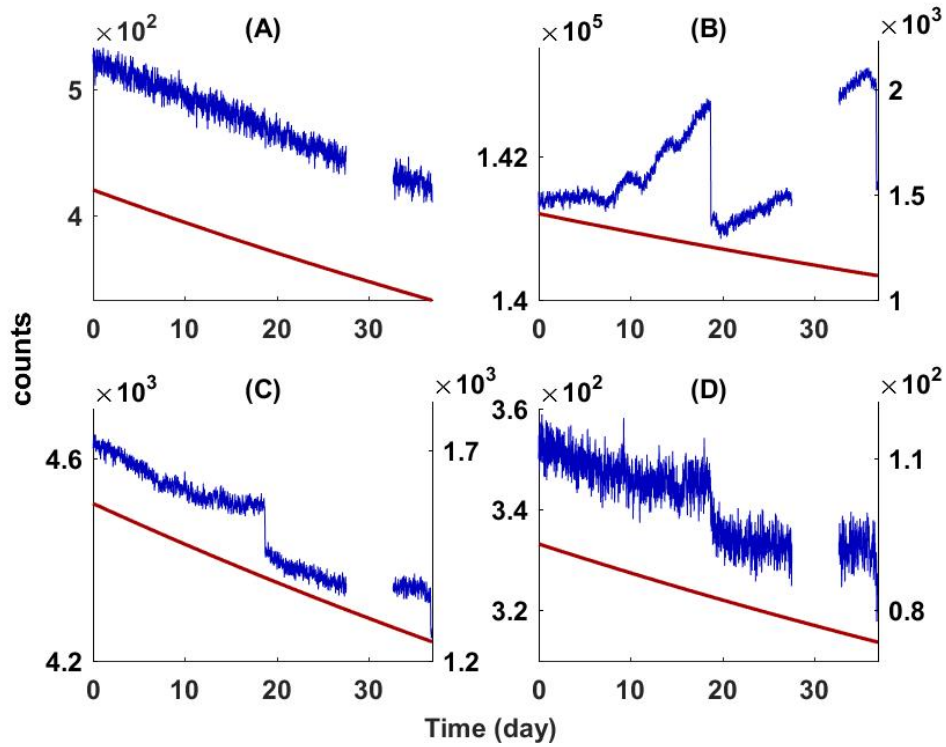 ×10² (A) ×10⁵ (B) ×10³
5 4
0 10 20 30
1.42 1.4
2 1.5 1
0 10 20 30
counts
×10³ (C) ×10³
4.6 4.2
1.7 1.2
0 10 20 30
3.6 ×10² (D) ×10²
3.4 3.2
1.1 0.8
0 10 20 30
Time (day)